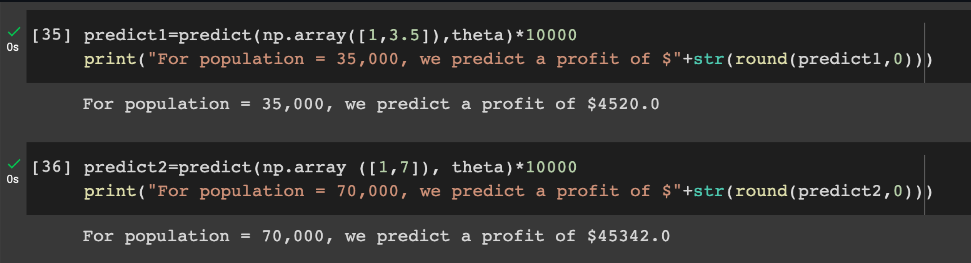 [35] predict1=predict(np.array([1,3.5]),theta)*10000
0s
print("For population = 35,000, we predict a profit of $"+str(round(predict1,0)))
For population = 35,000, we predict a profit of $4520.0
[36] predict2=predict(np.array ([1,7]), theta)*10000
0s
print("For population = 70,000, we predict a profit of $"+str(round(predict2,0)))
For population = 70,000, we predict a profit of $45342.0